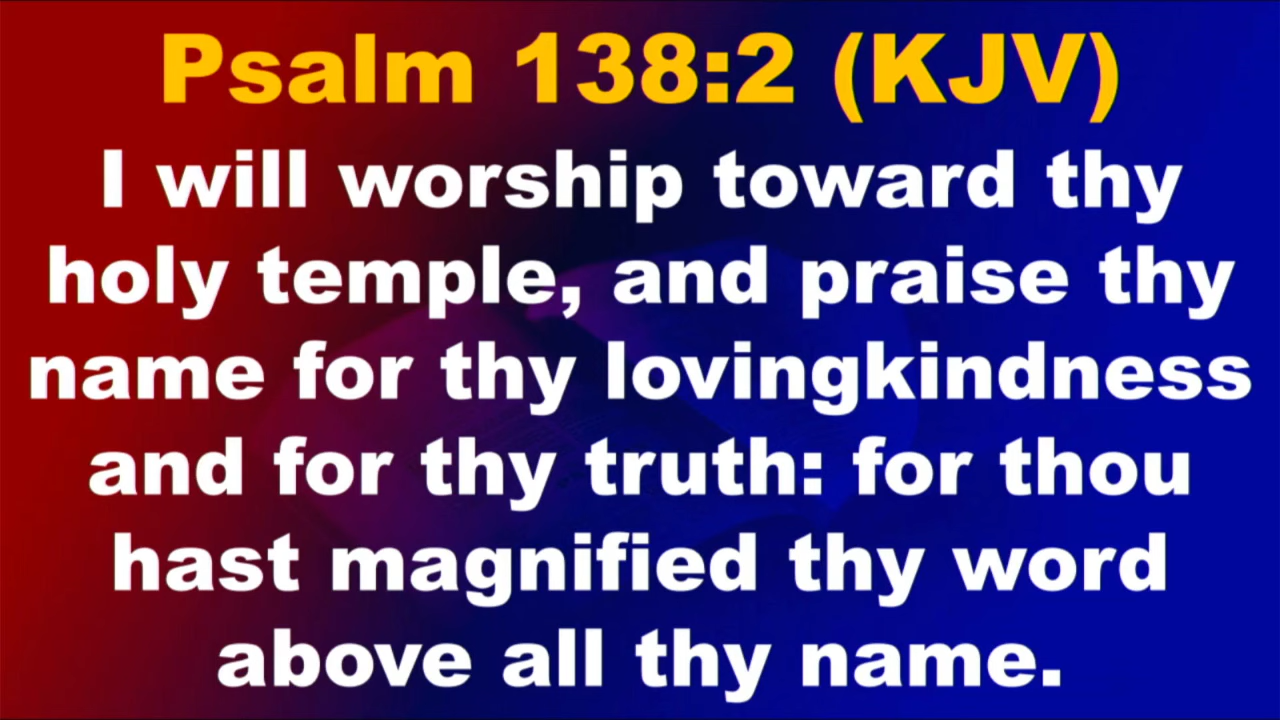 Psalm 138:2 (KJV)
I will worship toward thy
holy temple, and praise thy
name for thy lovingkindness
and for thy truth: for thou
hast magnified thy word
above all thy name.